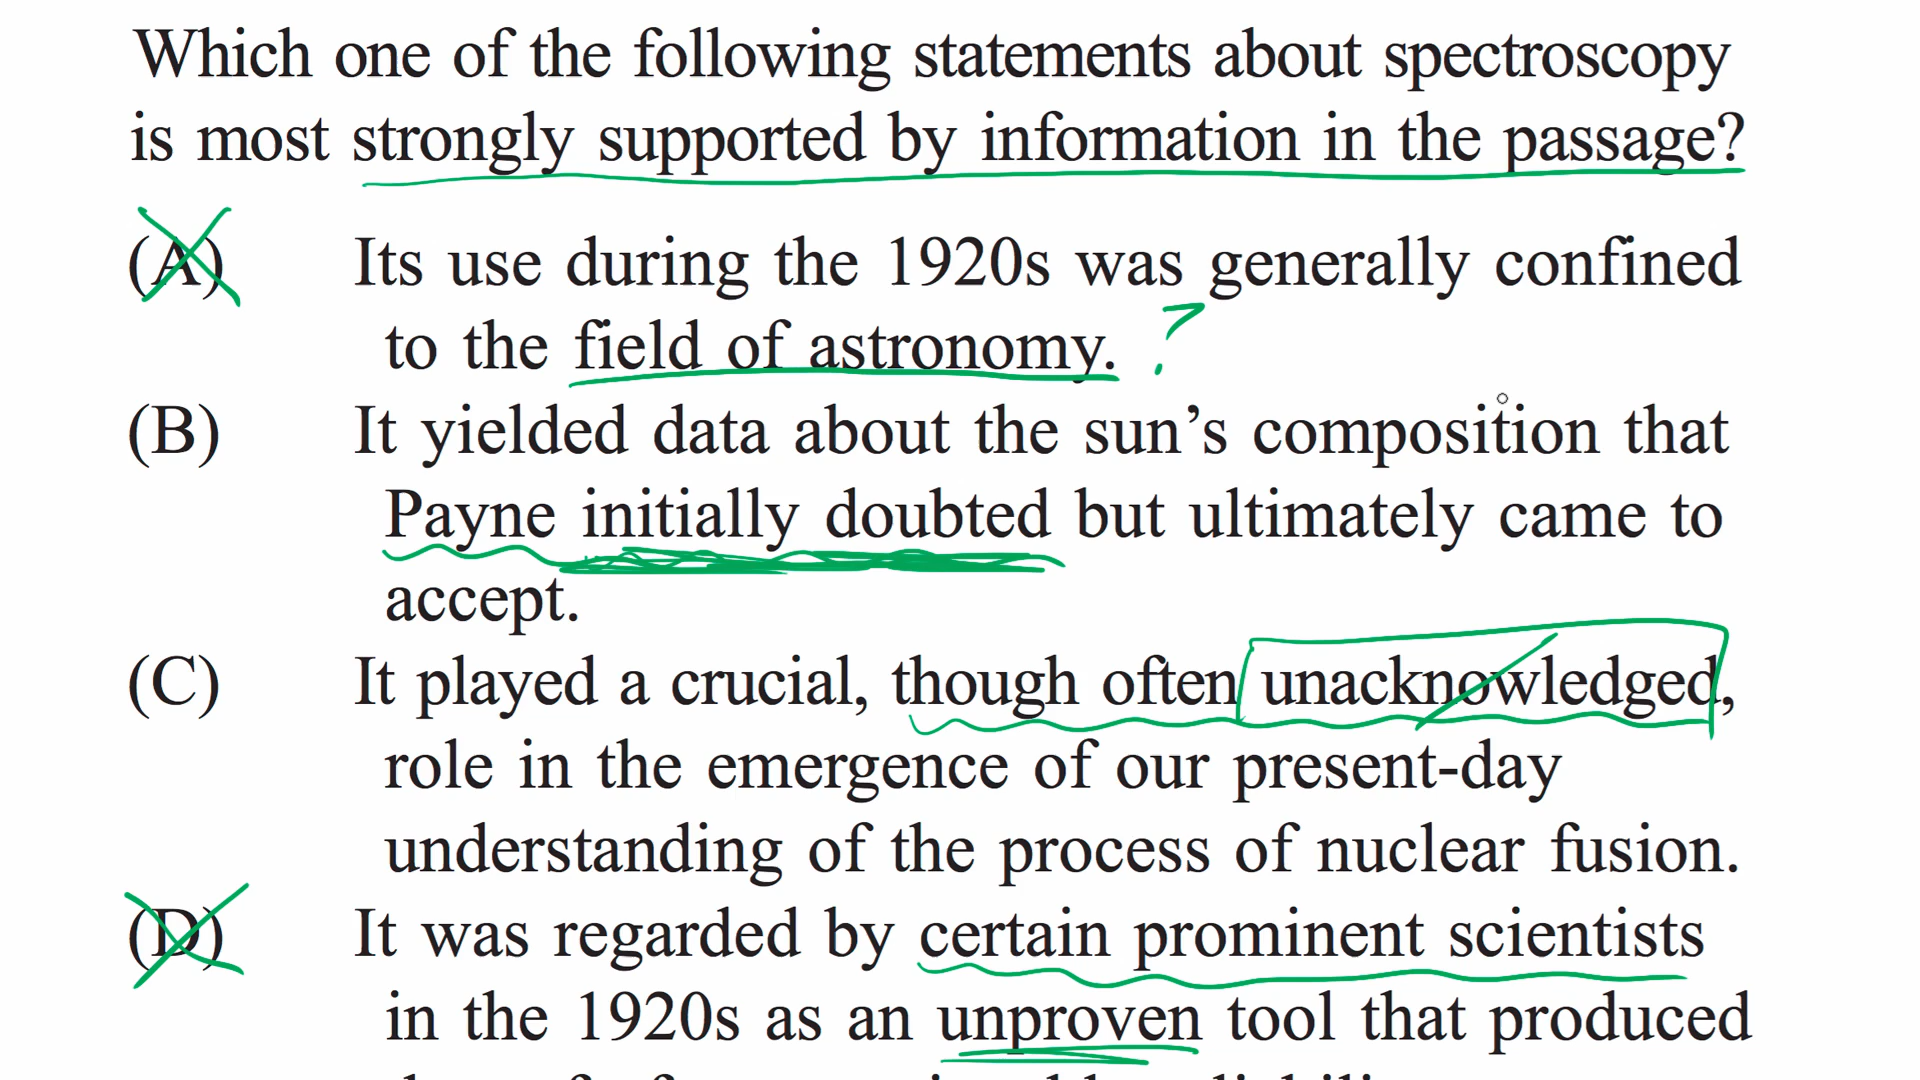 Which one of the following statements about spectroscopy
is most strongly supported by information in the passage?
(A) Its use during the 1920s was generally confined
to the field of astronomy. ?
(B) It yielded data about the sun’s composition that
Payne initially doubted but ultimately came to
accept.
(C) It played a crucial, though often unacknowledged,
role in the emergence of our present-day
understanding of the process of nuclear fusion.
(D) It was regarded by certain prominent scientists
in the 1920s as an unproven tool that produced